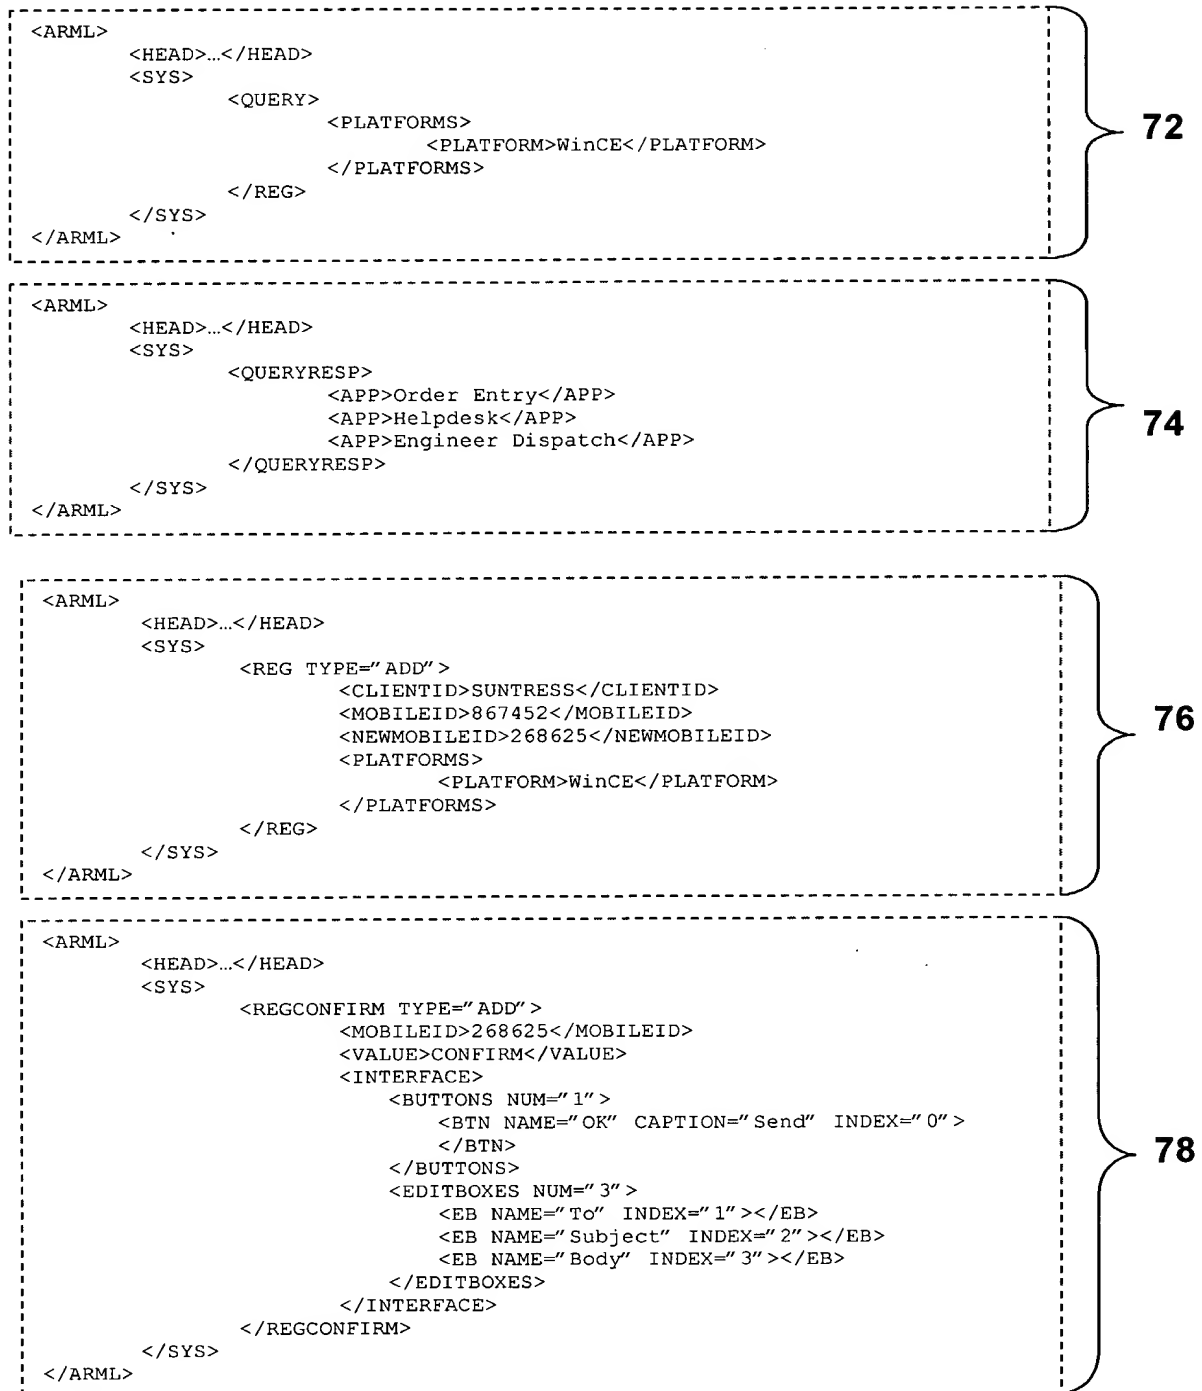 <ARML>
<HEAD>…</HEAD>
<SYS>
<QUERY>
<PLATFORMS>
<PLATFORM>WinCE</PLATFORM>
</PLATFORMS>
</REG>
</SYS>
</ARML>
72
<ARML>
<HEAD>…</HEAD>
<SYS>
<QUERYRESP>
<APP>Order Entry</APP>
<APP>Helpdesk</APP>
<APP>Engineer Dispatch</APP>
</QUERYRESP>
</SYS>
</ARML>
74
<ARML>
<HEAD>…</HEAD>
<SYS>
<REG TYPE="ADD">
<CLIENTID>SUNTRESS</CLIENTID>
<MOBILEID>867452</MOBILEID>
<NEWMOBILEID>268625</NEWMOBILEID>
<PLATFORMS>
<PLATFORM>WinCE</PLATFORM>
</PLATFORMS>
</REG>
</SYS>
</ARML>
76
<ARML>
<HEAD>…</HEAD>
<SYS>
<REGCONFIRM TYPE="ADD">
<MOBILEID>268625</MOBILEID>
<VALUE>CONFIRM</VALUE>
<INTERFACE>
<BUTTONS NUM="1">
<BTN NAME="OK" CAPTION="Send" INDEX="0">
</BTN>
</BUTTONS>
<EDITBOXES NUM="3">
<EB NAME="To" INDEX="1"></EB>
<EB NAME="Subject" INDEX="2"></EB>
<EB NAME="Body" INDEX="3"></EB>
</EDITBOXES>
</INTERFACE>
</REGCONFIRM>
</SYS>
</ARML>
78